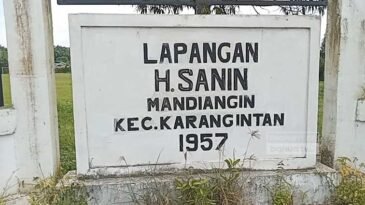 LAPANGAN
H.SANIN
MANDIANGIN
KEC.KARANGINTAN
1957